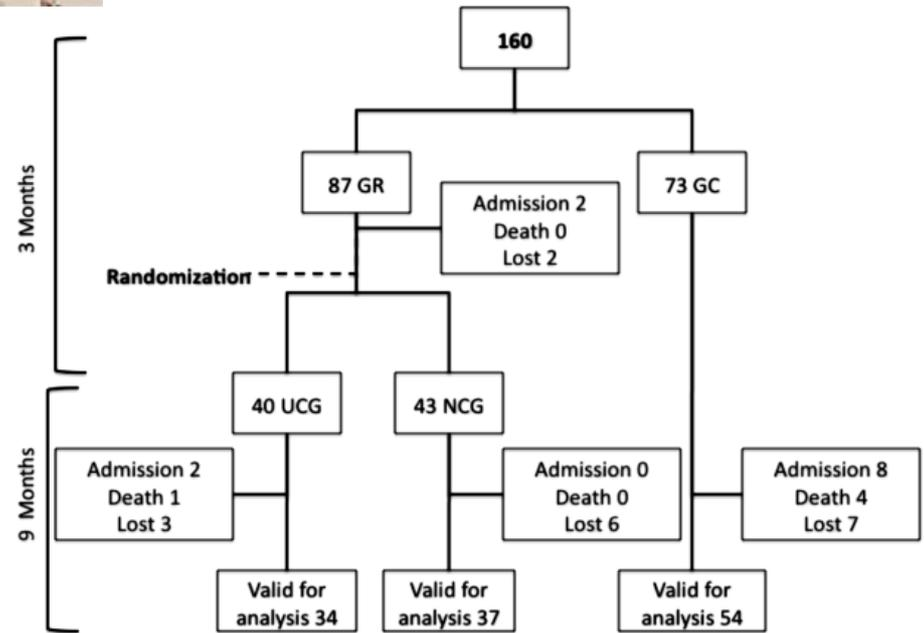 160
3 Months
87 GR
73 GC
Admission 2
Death 0
Lost 2
Randomization
9 Months
40 UCG
43 NCG
Admission 2
Death 1
Lost 3
Admission 0
Death 0
Lost 6
Admission 8
Death 4
Lost 7
Valid for
analysis 34
Valid for
analysis 37
Valid for
analysis 54